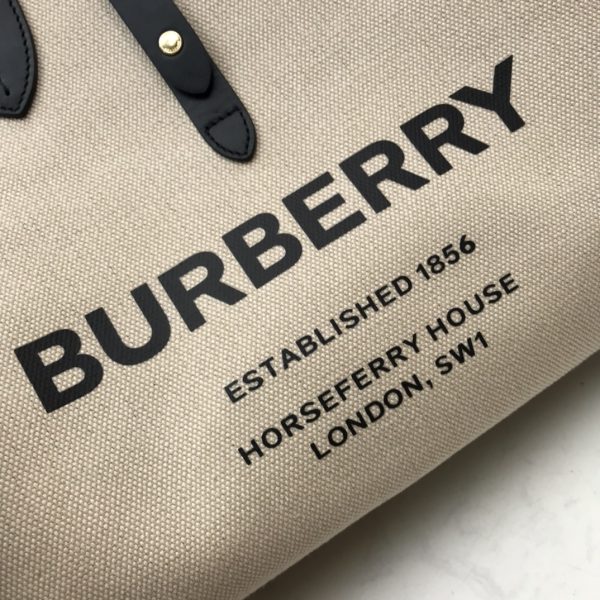 BURBERRY
ESTABLISHED 1856
HORSEFERRY HOUSE
LONDON, SW1